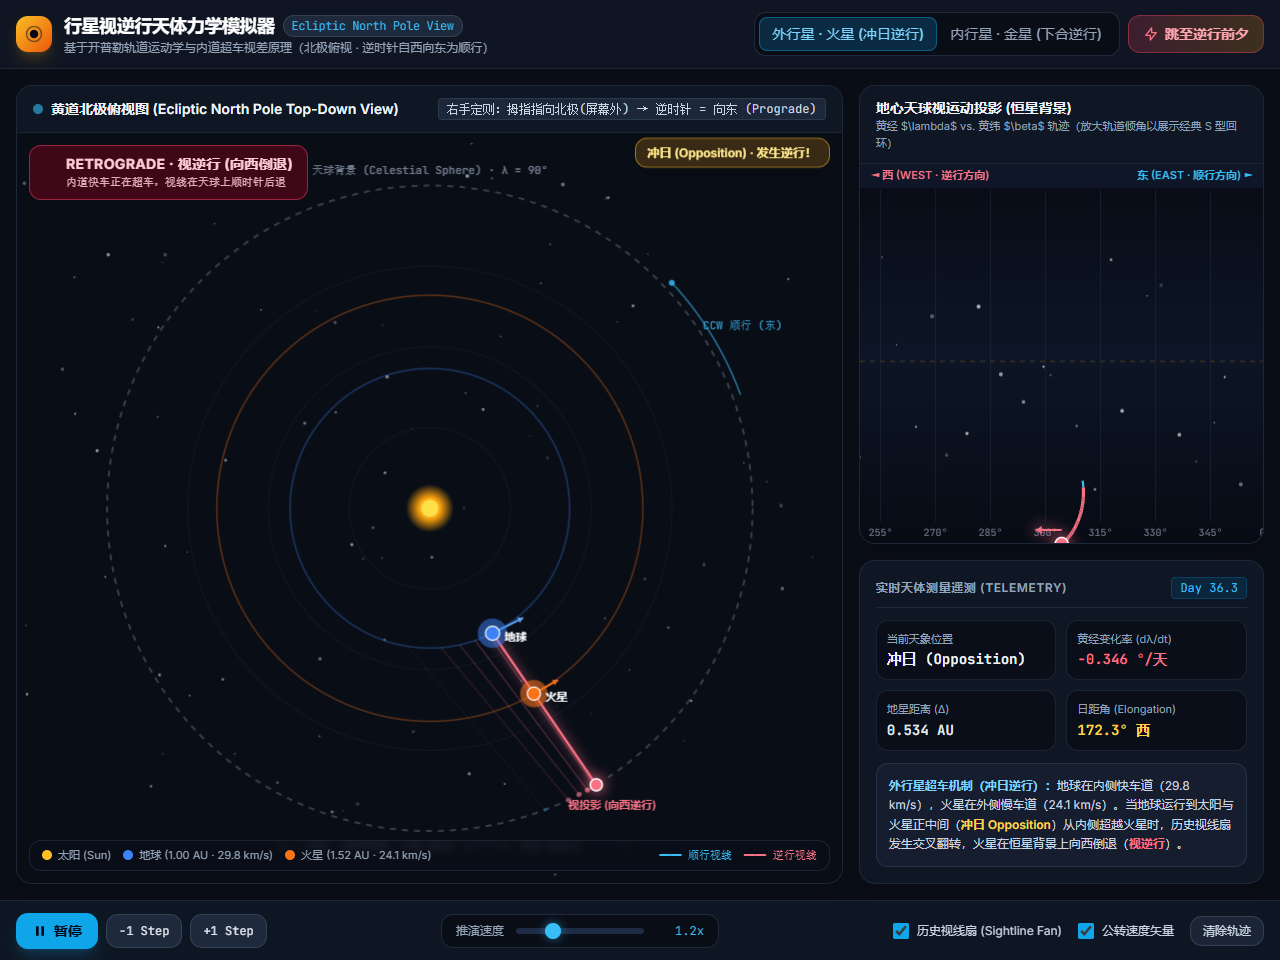 行星视逆行天体力学模拟器
Ecliptic North Pole View
基于开普勒轨道运动学与内道超车视差原理（北极俯视 · 逆时针自西向东为顺行）
外行星 · 火星 (冲日逆行)
内行星 · 金星 (下合逆行)
跳至逆行前夕
黄道北极俯视图 (Ecliptic North Pole Top-Down View)
右手定则：拇指指向北极(屏幕外) → 逆时针 = 向东 (Prograde)
RETROGRADE · 视逆行 (向西倒退)
内道快车正在超车，视线在天球上顺时针后退
冲日 (Opposition) · 发生逆行!
天球背景 (Celestial Sphere) · λ = 90°
CCW 顺行 (东)
地球
火星
视投影 (向西逆行)
太阳 (Sun)
地球 (1.00 AU · 29.8 km/s)
火星 (1.52 AU · 24.1 km/s)
顺行视线
逆行视线
地心天球视运动投影 (恒星背景)
黄经 $\lambda$ vs. 黄纬 $\beta$ 轨迹（放大轨道倾角以展示经典 S 型回
环）
◄ 西 (WEST · 逆行方向)
东 (EAST · 顺行方向) ►
255° 270° 285° 300° 315° 330° 345°
实时天体测量遥测 (TELEMETRY)
Day 36.3
当前天象位置
冲日 (Opposition)
黄经变化率 (dλ/dt)
-0.346 °/天
地星距离 (Δ)
0.534 AU
日距角 (Elongation)
172.3° 西
外行星超车机制（冲日逆行）：地球在内侧快车道（29.8
km/s），火星在外侧慢车道（24.1 km/s）。当地球运行到太阳与
火星正中间（冲日 Opposition）从内侧超越火星时，历史视线扇
发生交叉翻转，火星在恒星背景上向西倒退（视逆行）。
暂停
-1 Step
+1 Step
推演速度
1.2x
历史视线扇 (Sightline Fan)
公转速度矢量
清除轨迹